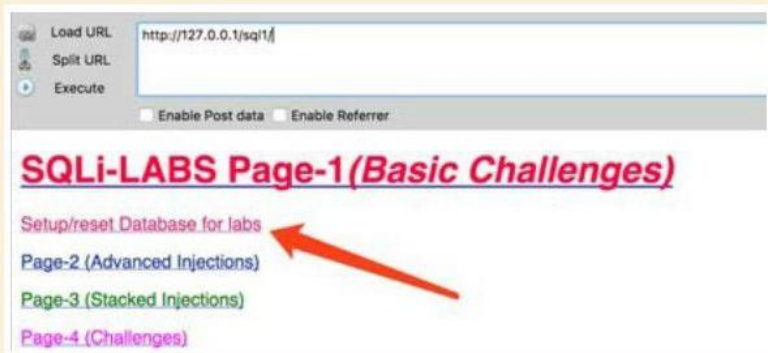 Load URL
http://127.0.0.1/sql1/
Split URL
Execute
Enable Post data Enable Referrer
SQLi-LABS Page-1(Basic Challenges)
Setup/reset Database for labs
Page-2 (Advanced Injections)
Page-3 (Stacked Injections)
Page-4 (Challenges)